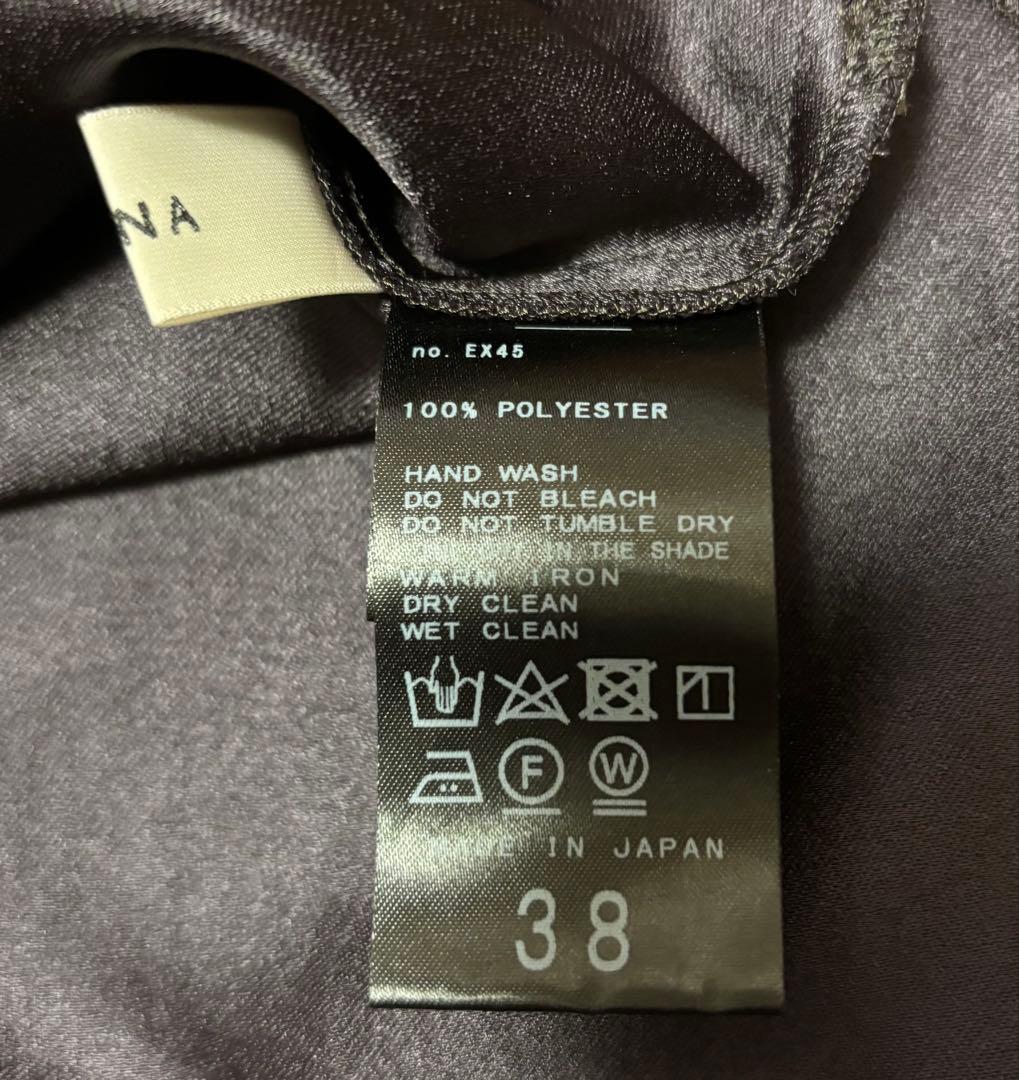 NA
no. EX45
100% POLYESTER
HAND WASH
DO NOT BLEACH
DO NOT TUMBLE DRY
IN THE SHADE
WARM IRON
DRY CLEAN
WET CLEAN
F
W
MADE IN JAPAN
38